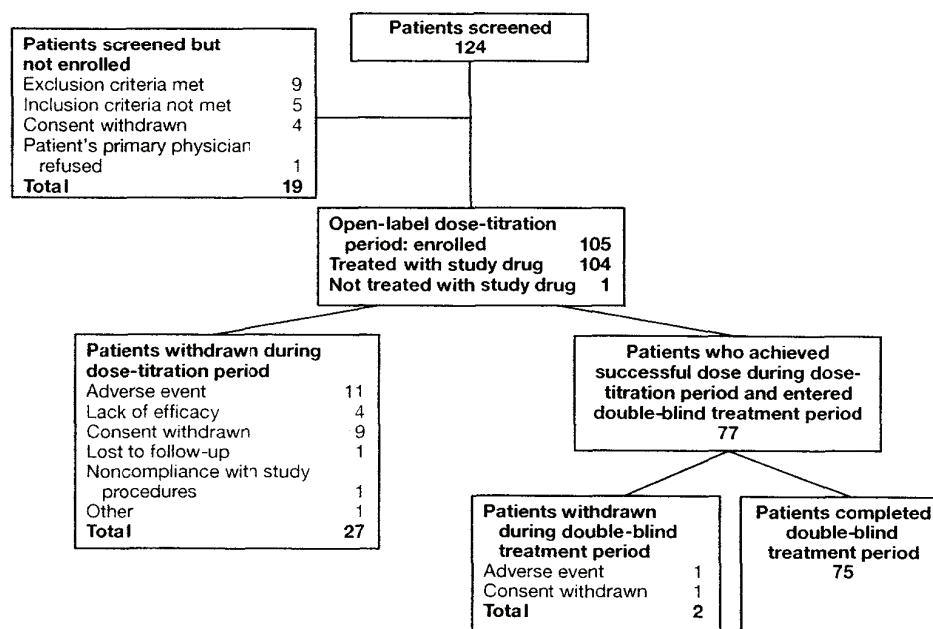 Patients screened
124
Patients screened but
not enrolled
Exclusion criteria met 9
Inclusion criteria not met 5
Consent withdrawn 4
Patient's primary physician
refused 1
Total 19
Open-label dose-titration
period: enrolled 105
Treated with study drug 104
Not treated with study drug 1
Patients withdrawn during
dose-titration period
Adverse event 11
Lack of efficacy 4
Consent withdrawn 9
Lost to follow-up 1
Noncompliance with study
procedures 1
Other 1
Total 27
Patients who achieved
successful dose during dose-
titration period and entered
double-blind treatment period
77
Patients withdrawn
during double-blind
treatment period
Adverse event 1
Consent withdrawn 1
Total 2
Patients completed
double-blind
treatment period
75